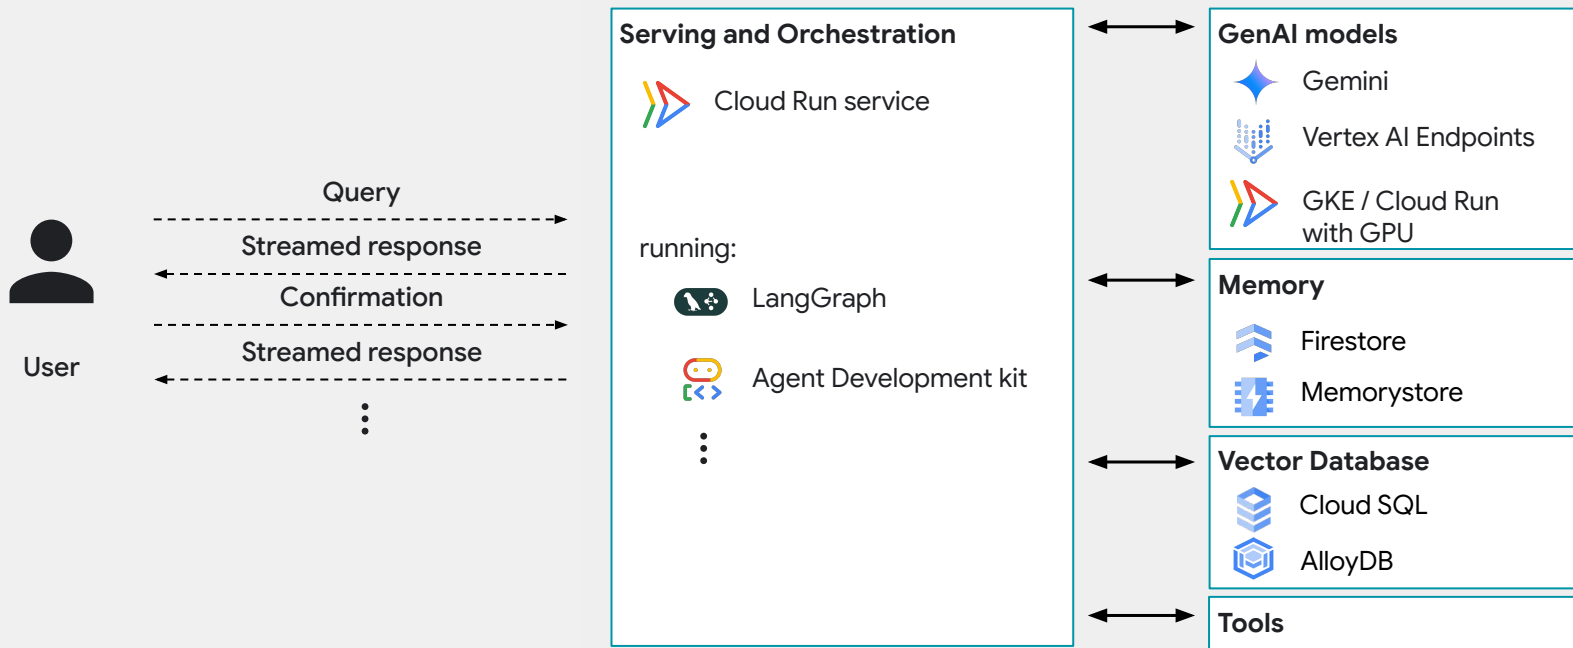 Serving and Orchestration
Cloud Run service
running:
LangGraph
Agent Development kit
Query
Streamed response
Confirmation
Streamed response
User
GenAI models
Gemini
Vertex AI Endpoints
GKE / Cloud Run
with GPU
Memory
Firestore
Memorystore
Vector Database
Cloud SQL
AlloyDB
Tools